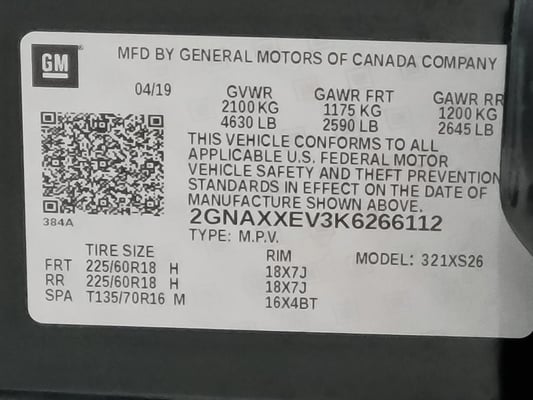 GM
MFD BY GENERAL MOTORS OF CANADA COMPANY
04/19 GVWR GAWR FRT GAWR RR
2100 KG 1175 KG 1200 KG
4630 LB 2590 LB 2645 LB
THIS VEHICLE CONFORMS TO ALL
APPLICABLE U.S. FEDERAL MOTOR
VEHICLE SAFETY AND THEFT PREVENTION
STANDARDS IN EFFECT ON THE DATE OF
MANUFACTURE SHOWN ABOVE.
384A
2GNAXXEV3K6266112
TYPE: M.P.V.
MODEL: 321XS26
TIRE SIZE RIM
FRT 225/60R18 H 18X7J
RR 225/60R18 H 18X7J
SPA T135/70R16 M 16X4BT